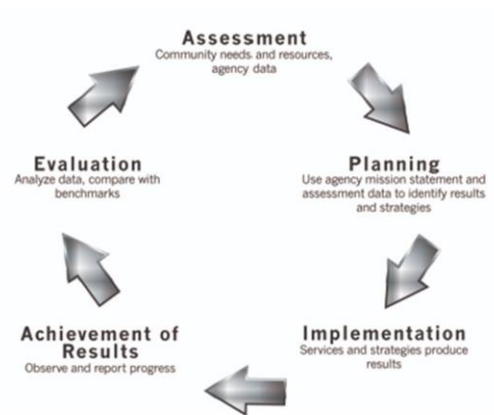 Assessment
Community needs and resources,
agency data
Evaluation
Analyze data, compare with
benchmarks
Planning
Use agency mission statement and
assessment data to identify results
and strategies
Achievement of
Results
Observe and report progress
Implementation
Services and strategies produce
results